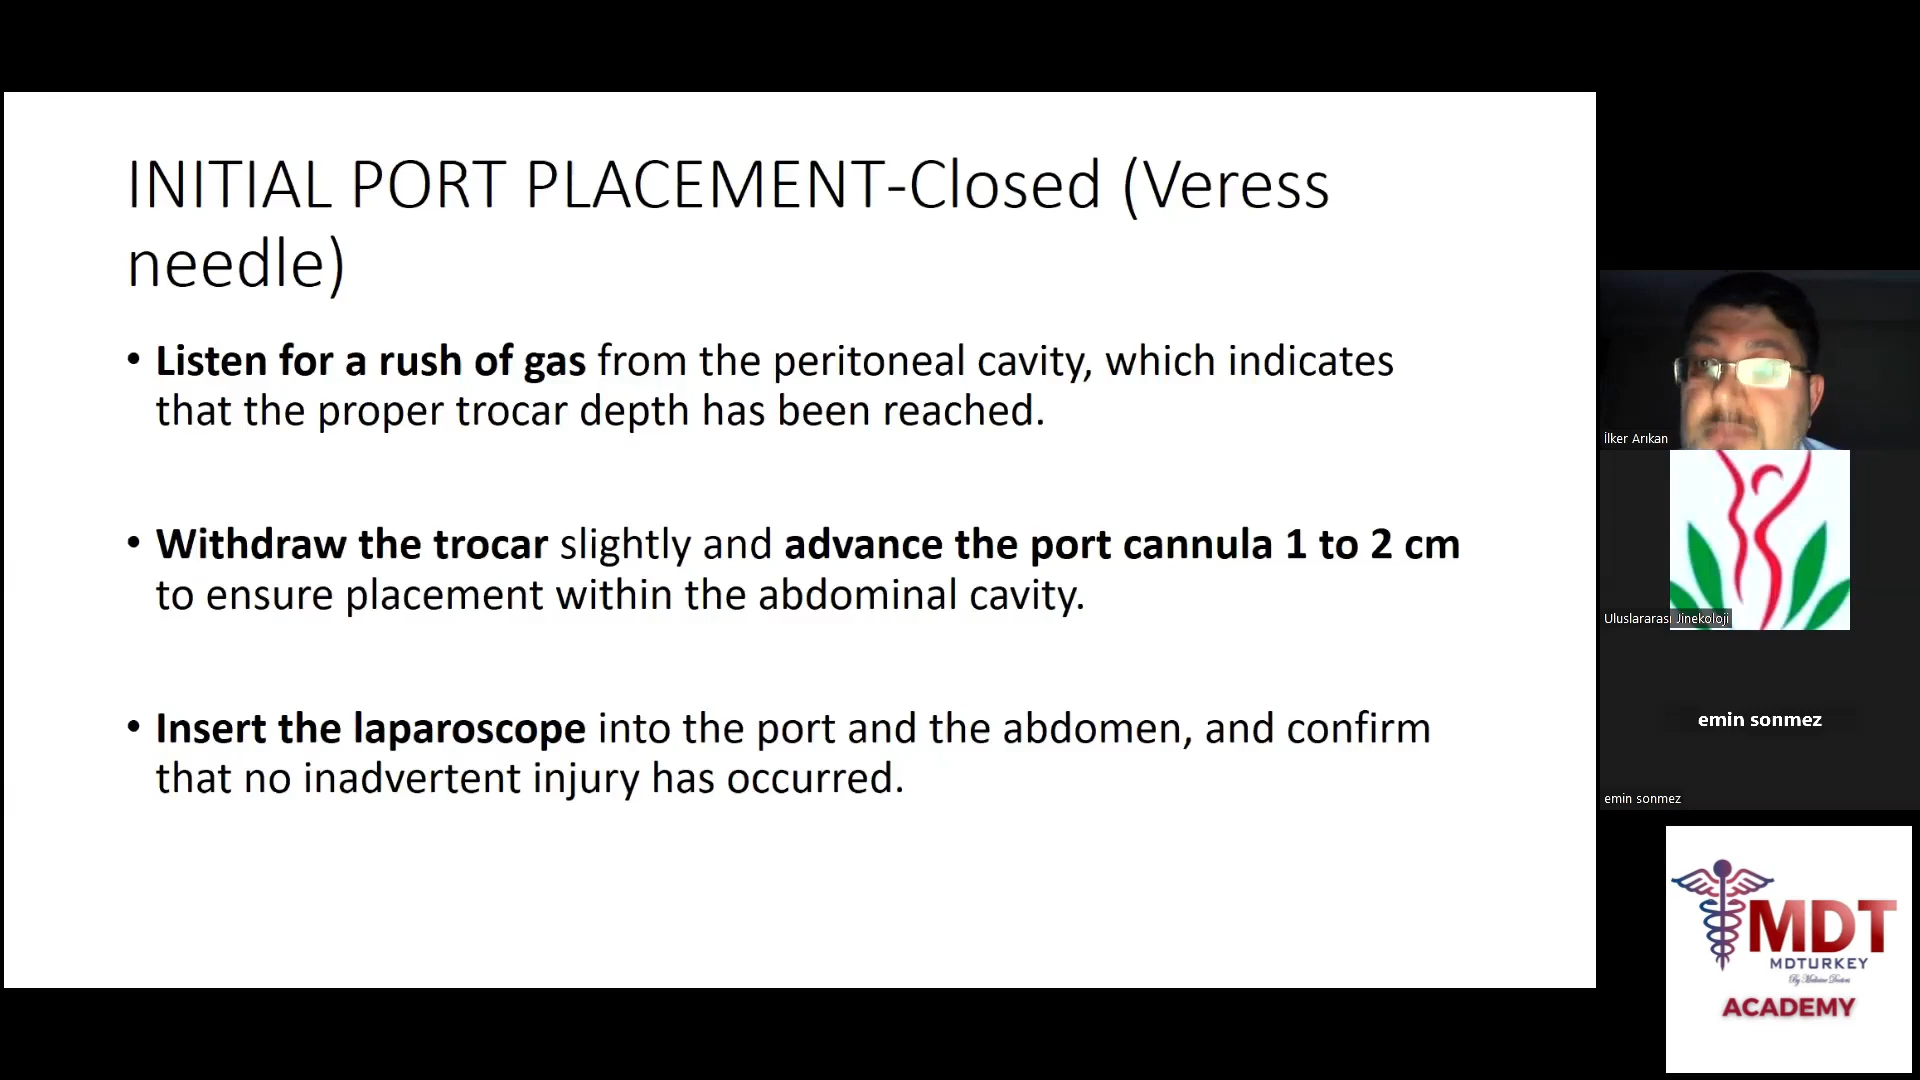 INITIAL PORT PLACEMENT-Closed (Veress
needle)
• Listen for a rush of gas from the peritoneal cavity, which indicates
that the proper trocar depth has been reached.
• Withdraw the trocar slightly and advance the port cannula 1 to 2 cm
to ensure placement within the abdominal cavity.
• Insert the laparoscope into the port and the abdomen, and confirm
that no inadvertent injury has occurred.
İlker Arıkan
Uluslararası Jinekoloji
emin sonmez
emin sonmez
MDT
MDTURKEY
By Medicine Doctors
ACADEMY